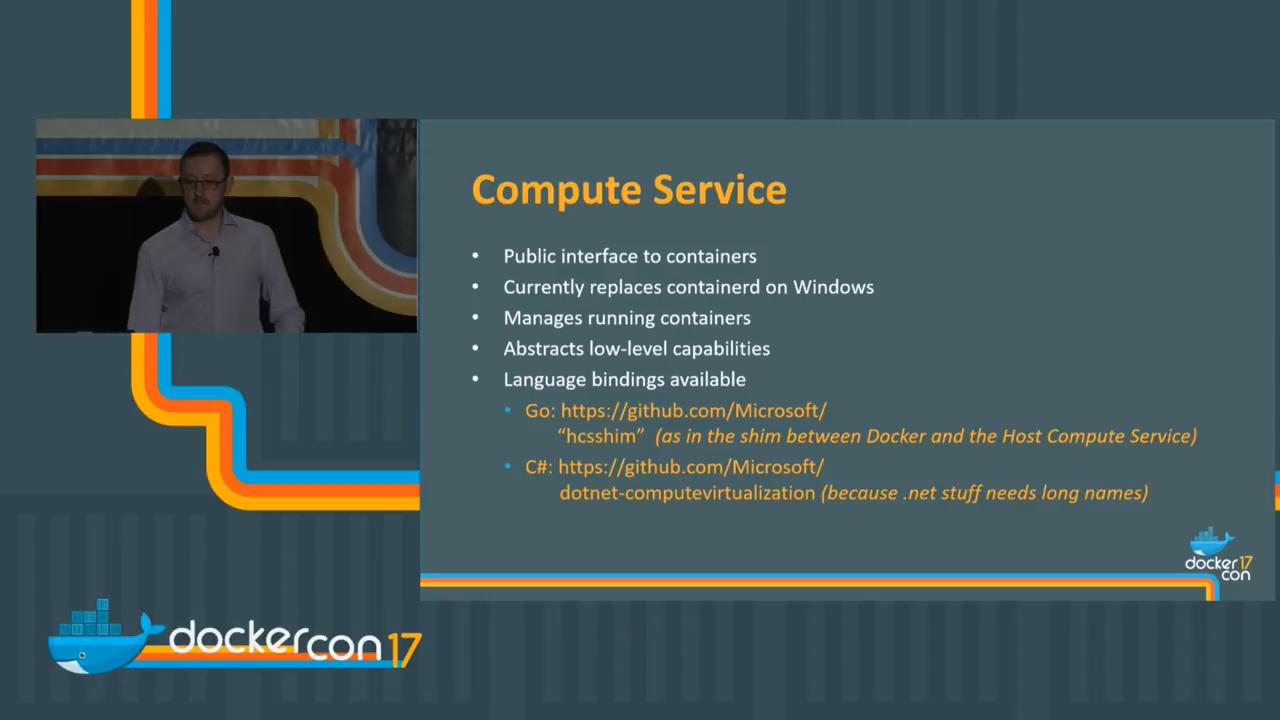 Compute Service
• Public interface to containers
• Currently replaces containerd on Windows
• Manages running containers
• Abstracts low-level capabilities
• Language bindings available
• Go: https://github.com/Microsoft/
“hcsshim” (as in the shim between Docker and the Host Compute Service)
• C#: https://github.com/Microsoft/
dotnet-computevirtualization (because .net stuff needs long names)
docker 17
con
dockercon 17